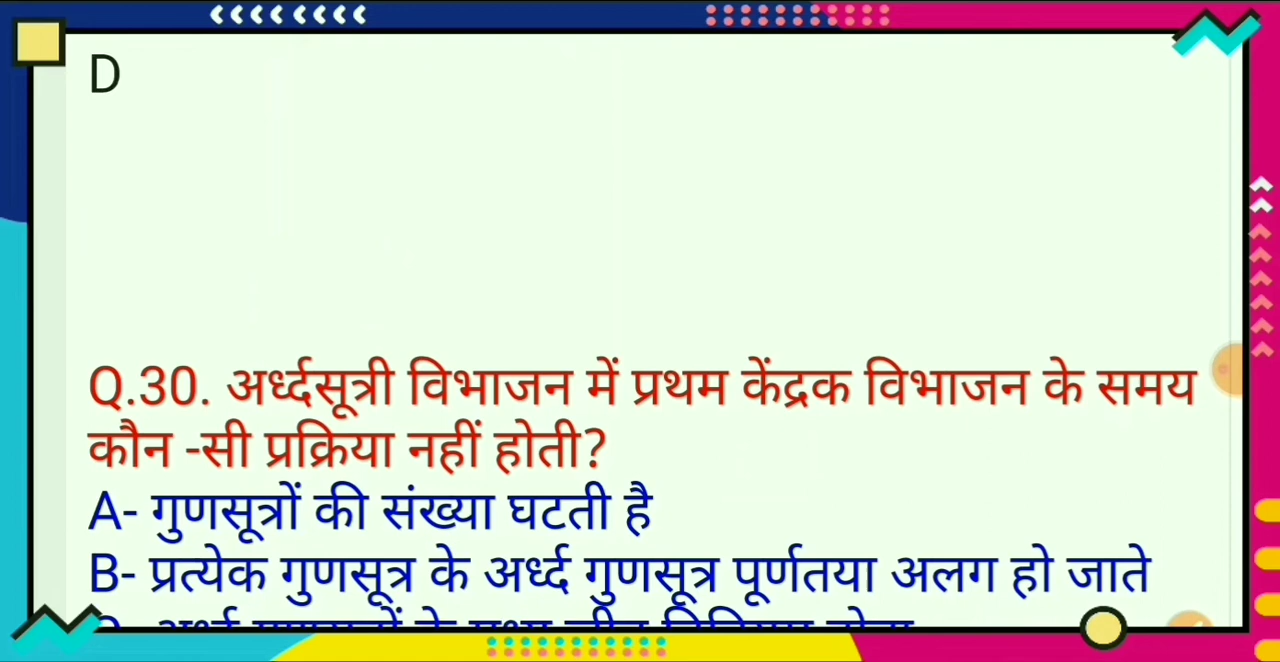 D
Q.30. अर्ध्दसूत्री विभाजन में प्रथम केंद्रक विभाजन के समय
कौन -सी प्रक्रिया नहीं होती?
A- गुणसूत्रों की संख्या घटती है
B- प्रत्येक गुणसूत्र के अर्ध्द गुणसूत्र पूर्णतया अलग हो जाते